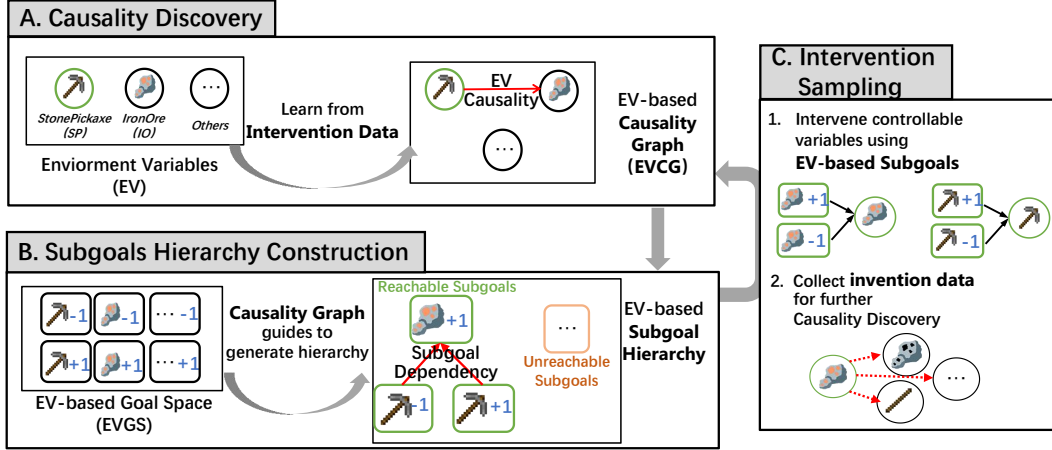 A. Causality Discovery
StonePickaxe
(SP)
IronOre
(IO)
...
Others
Enviorment Variables
(EV)
Learn from
Intervention Data
EV
Causality
...
EV-based
Causality
Graph
(EVCG)
B. Subgoals Hierarchy Construction
-1
-1
... -1
+1
+1
... +1
EV-based Goal Space
(EVGS)
Causality Graph
guides to
generate hierarchy
Reachable Subgoals
+1
Subgoal
Dependency
-1
+1
...
Unreachable
Subgoals
EV-based
Subgoal
Hierarchy
C. Intervention
Sampling
1. Intervene controllable
variables using
EV-based Subgoals
+1
-1
+1
-1
2. Collect invention data
for further
Causality Discovery
...